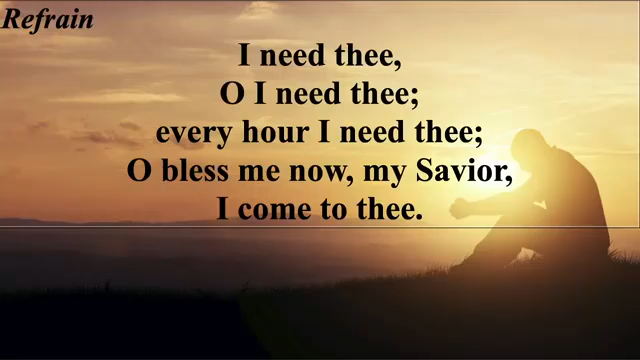 Refrain
I need thee,
O I need thee;
every hour I need thee;
O bless me now, my Savior,
I come to thee.